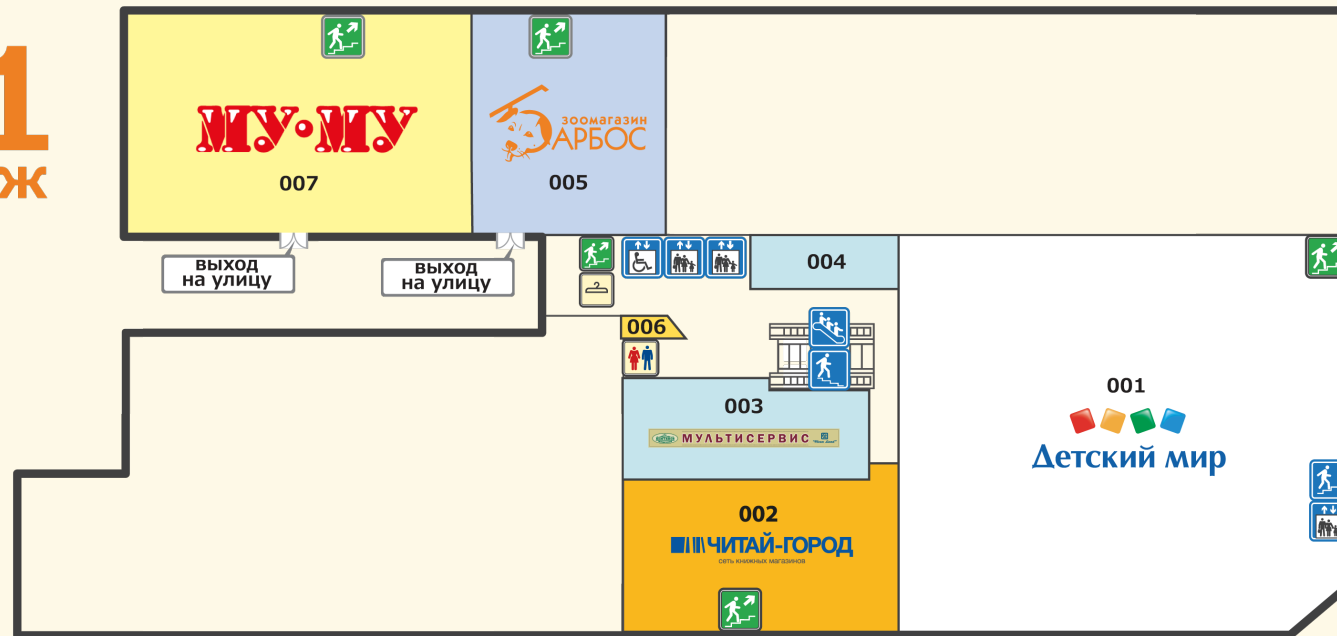 1
Ж
МУ•МУ
007
зоомагазин
БАРБОС
005
выход
на улицу
выход
на улицу
004
006
003
МУЛЬТИСЕРВИС
001
Детский мир
002
ЧИТАЙ-ГОРОД
сеть книжных магазинов